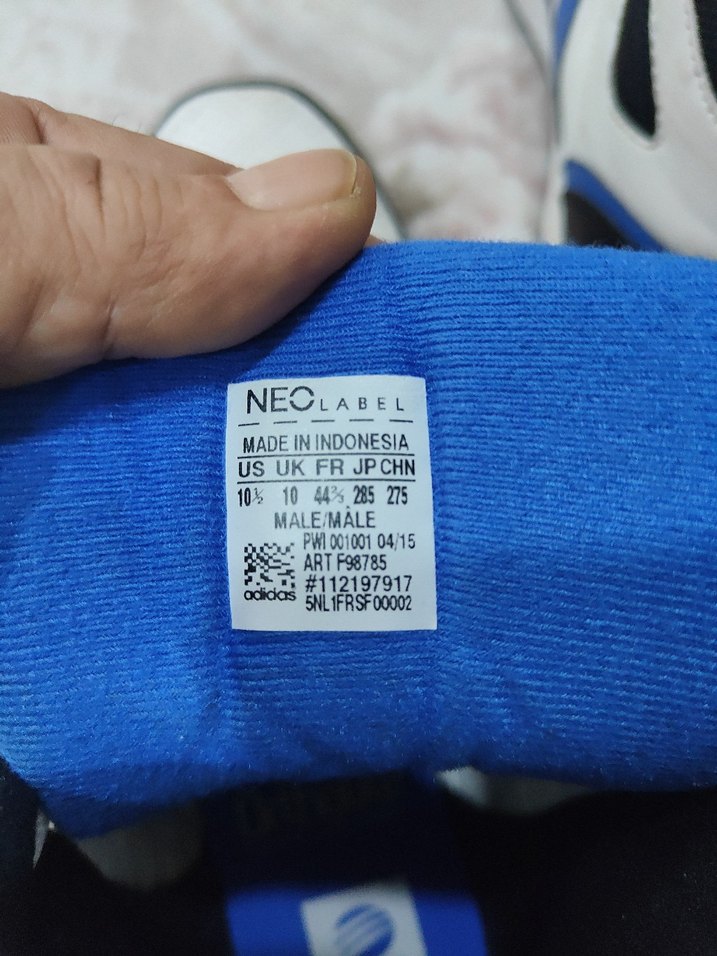 NEO LABEL
MADE IN INDONESIA
US UK FR JP CHN
10½ 10 44⅔ 285 275
MALE/MÂLE
PWI 001001 04/15
ART F98785
#112197917
5NL1FRSF00002
adidas